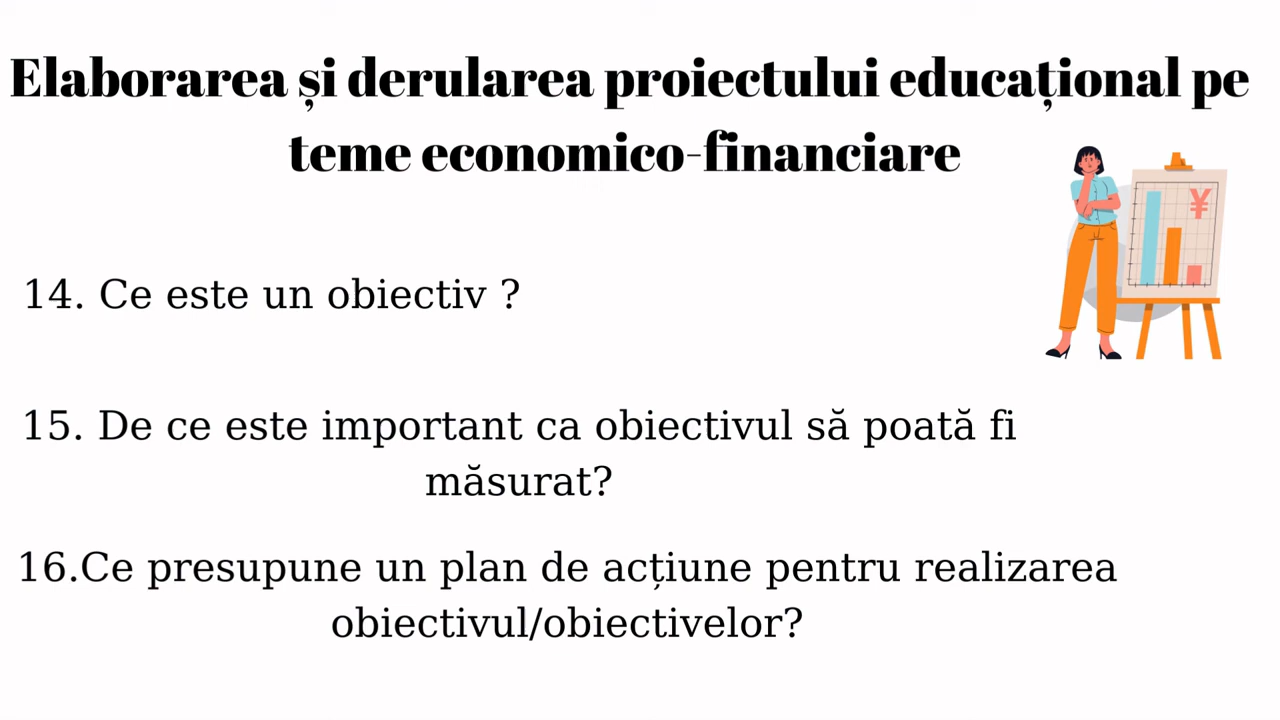 Elaborarea și derularea proiectului educațional pe
teme economico-financiare
¥
14. Ce este un obiectiv ?
15. De ce este important ca obiectivul să poată fi
măsurat?
16.Ce presupune un plan de acțiune pentru realizarea
obiectivul/obiectivelor?